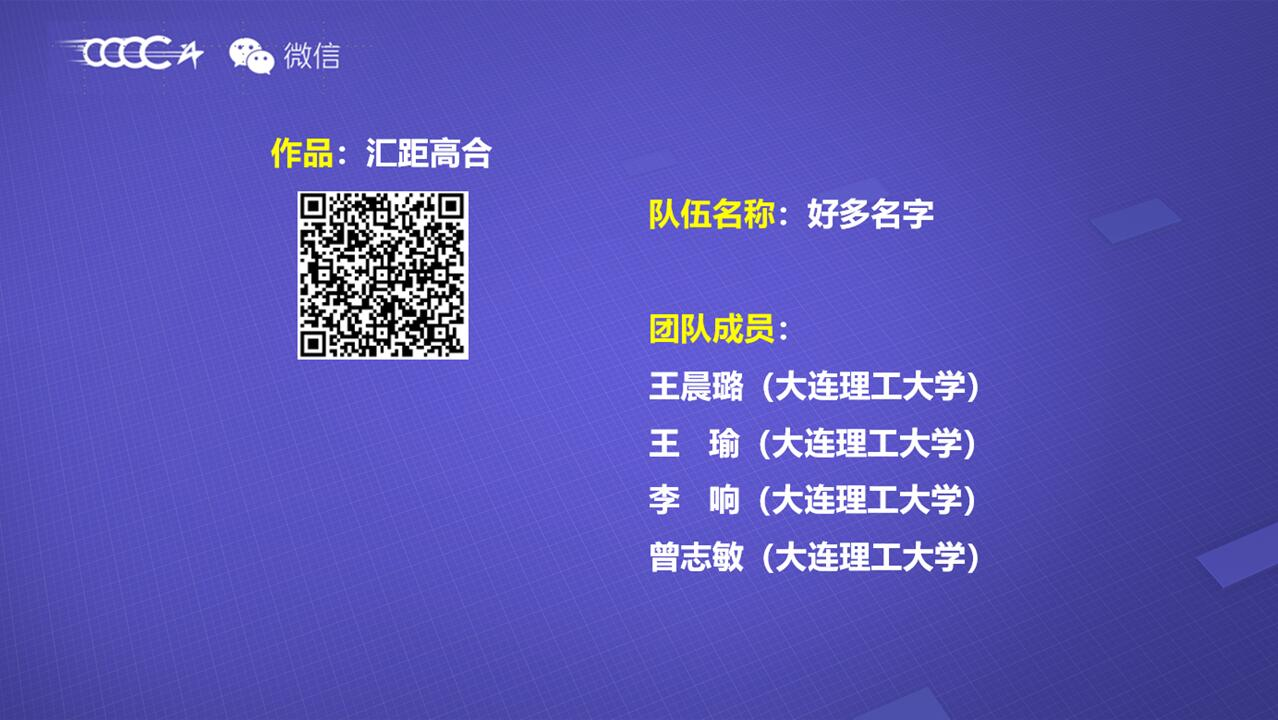 CCCC4 微信
作品：汇距高合
队伍名称：好多名字
团队成员：
王晨璐（大连理工大学）
王 瑜（大连理工大学）
李 响（大连理工大学）
曾志敏（大连理工大学）